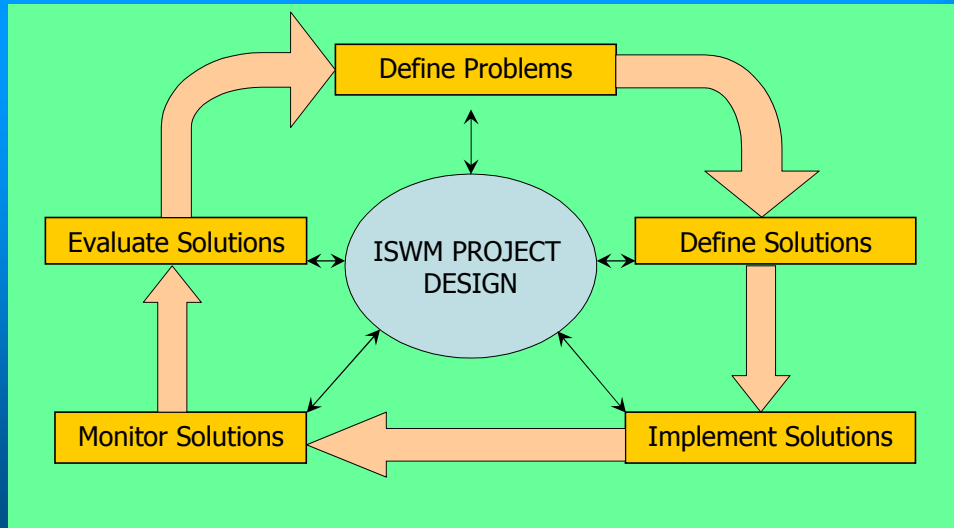 Define Problems
Evaluate Solutions
ISWM PROJECT
DESIGN
Define Solutions
Monitor Solutions
Implement Solutions